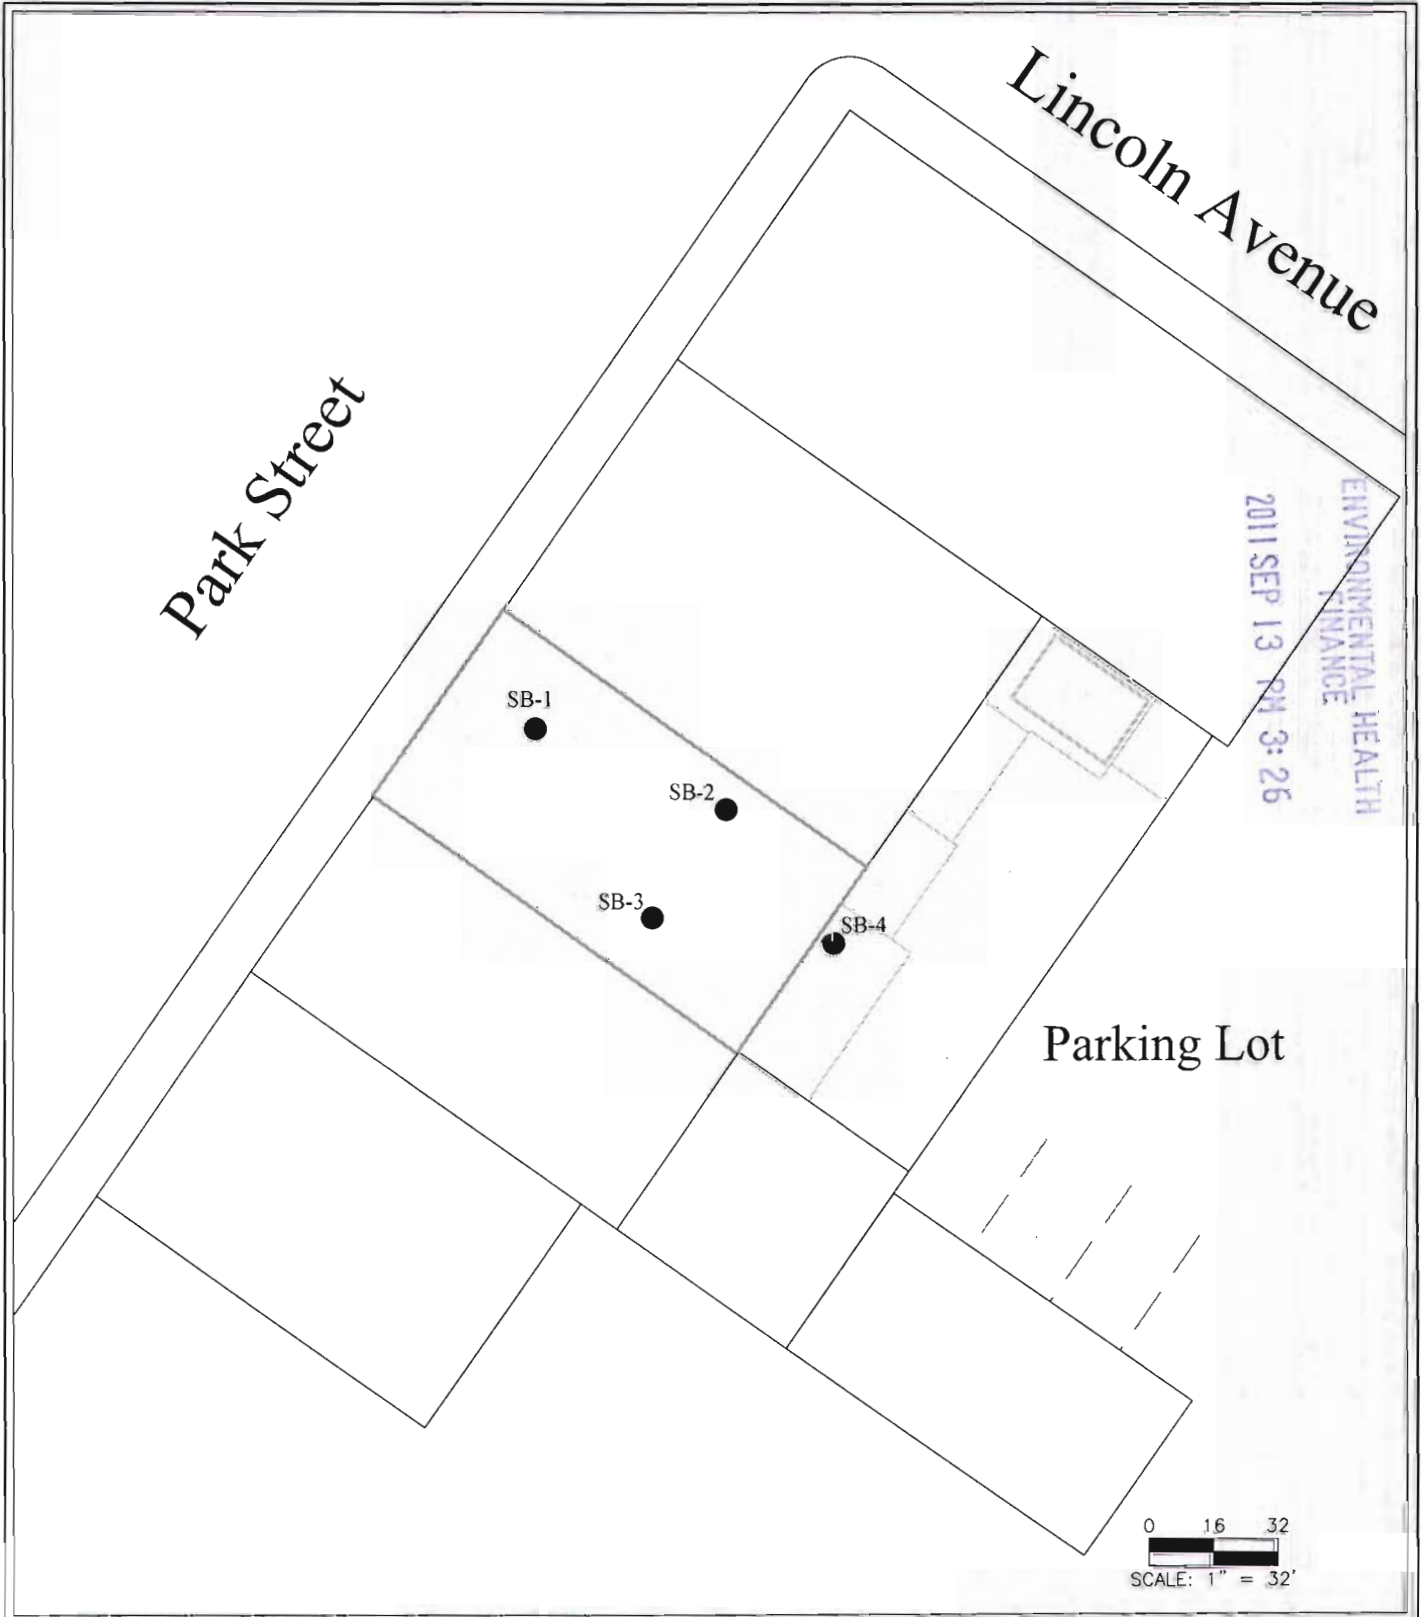 Lincoln Avenue
Park Street
ENVIRONMENTAL HEALTH
FINANCE
2011 SEP 13 PM 3:26
SB-1
SB-2
SB-3
SB-4
Parking Lot
0 16 32
SCALE: 1" = 32'